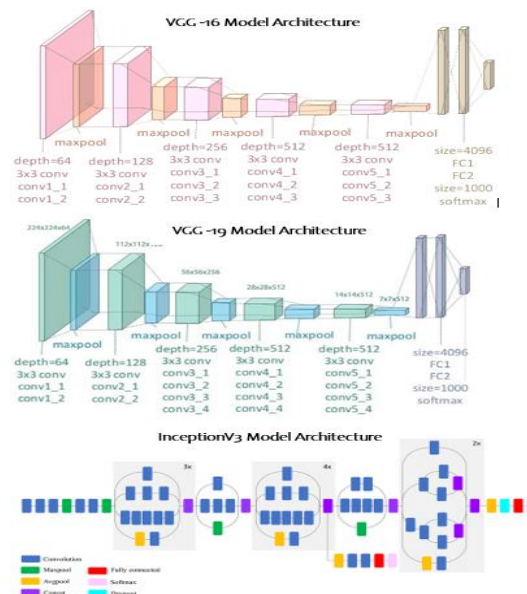 VGG -16 Model Architecture
maxpool maxpool maxpool maxpool maxpool
depth=64 depth=128 depth=256 depth=512 depth=512 size=4096
3x3 conv 3x3 conv 3x3 conv 3x3 conv 3x3 conv FC1
conv1_1 conv2_1 conv3_1 conv4_1 conv5_1 FC2
conv1_2 conv2_2 conv3_2 conv4_2 conv5_2 size=1000
conv3_3 conv4_3 conv5_3 softmax
VGG -19 Model Architecture
224x224x64
112x112x
56x56x256
28x28x512
14x14x512
7x7x512
maxpool maxpool maxpool maxpool maxpool
depth=64 depth=128 depth=256 depth=512 depth=512 size=4096
3x3 conv 3x3 conv 3x3 conv 3x3 conv 3x3 conv FC1
conv1_1 conv2_1 conv3_1 conv4_1 conv5_1 FC2
conv1_2 conv2_2 conv3_2 conv4_2 conv5_2 size=1000
conv3_3 conv4_3 conv5_3 softmax
conv3_4 conv4_4 conv5_4
InceptionV3 Model Architecture
3x 4x 2x
Convolution
Maxpool Fully connected
Avgpool Softmax
Concat Dropout